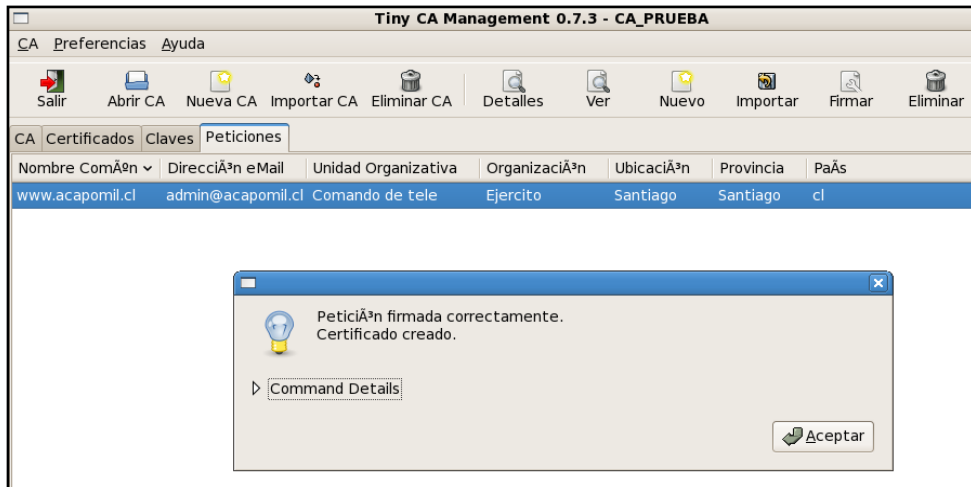 Tiny CA Management 0.7.3 - CA_PRUEBA
CA Preferencias Ayuda
Salir Abrir CA Nueva CA Importar CA Eliminar CA Detalles Ver Nuevo Importar Firmar Eliminar
CA Certificados Claves Peticiones
Nombre ComÃºn DirecciÃ³n eMail Unidad Organizativa OrganizaciÃ³n UbicaciÃ³n Provincia PaÃs
www.acapomil.cl admin@acapomil.cl Comando de tele Ejercito Santiago Santiago cl
PeticiÃ³n firmada correctamente.
Certificado creado.
Command Details
Aceptar